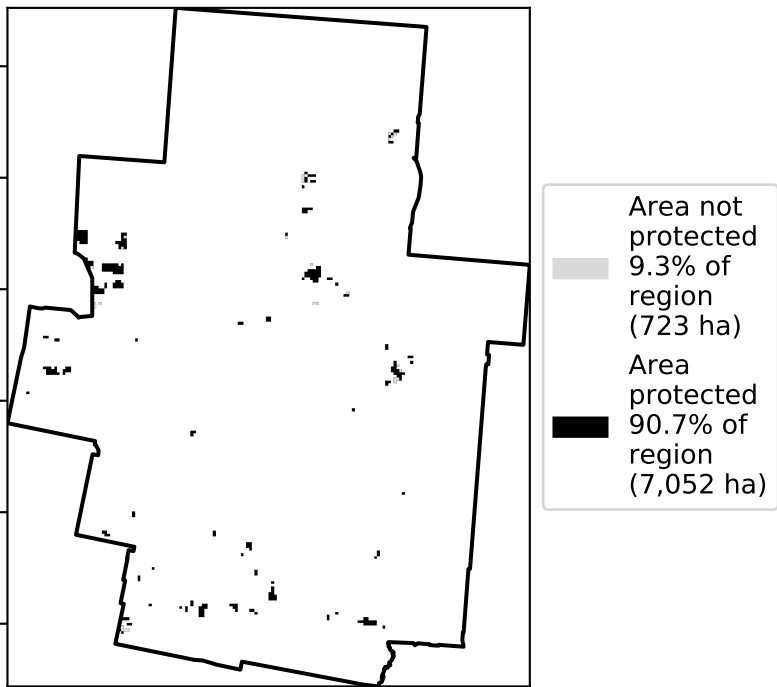 Area not
protected
9.3% of
region
(723 ha)
Area
protected
90.7% of
region
(7,052 ha)